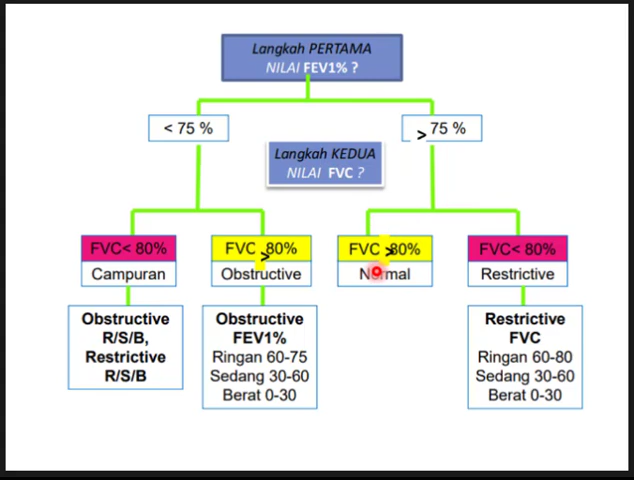 Langkah PERTAMA
NILAI FEV1% ?
< 75 %
> 75 %
Langkah KEDUA
NILAI FVC ?
FVC< 80%
Campuran
FVC > 80%
Obstructive
FVC > 80%
Normal
FVC< 80%
Restrictive
Obstructive
R/S/B,
Restrictive
R/S/B
Obstructive
FEV1%
Ringan 60-75
Sedang 30-60
Berat 0-30
Restrictive
FVC
Ringan 60-80
Sedang 30-60
Berat 0-30